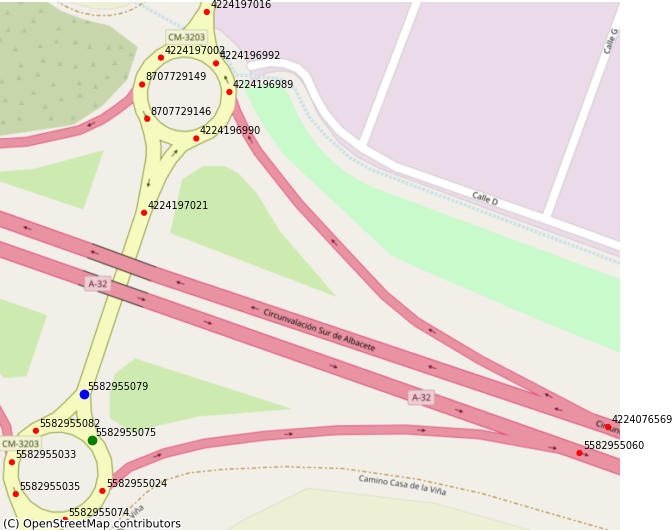 4224197016
CM-3203
4224197002
4224196992
8707729149
4224196989
8707729146
4224196990
Calle G
Calle D
4224197021
A-32
Circunvalación Sur de Albacete
5582955079
A-32
4224076569
5582955082
5582955075
CM-3203
5582955033
5582955060
5582955035
5582955024
Camino Casa de la Viña
5582955074
(C) OpenStreetMap contributors